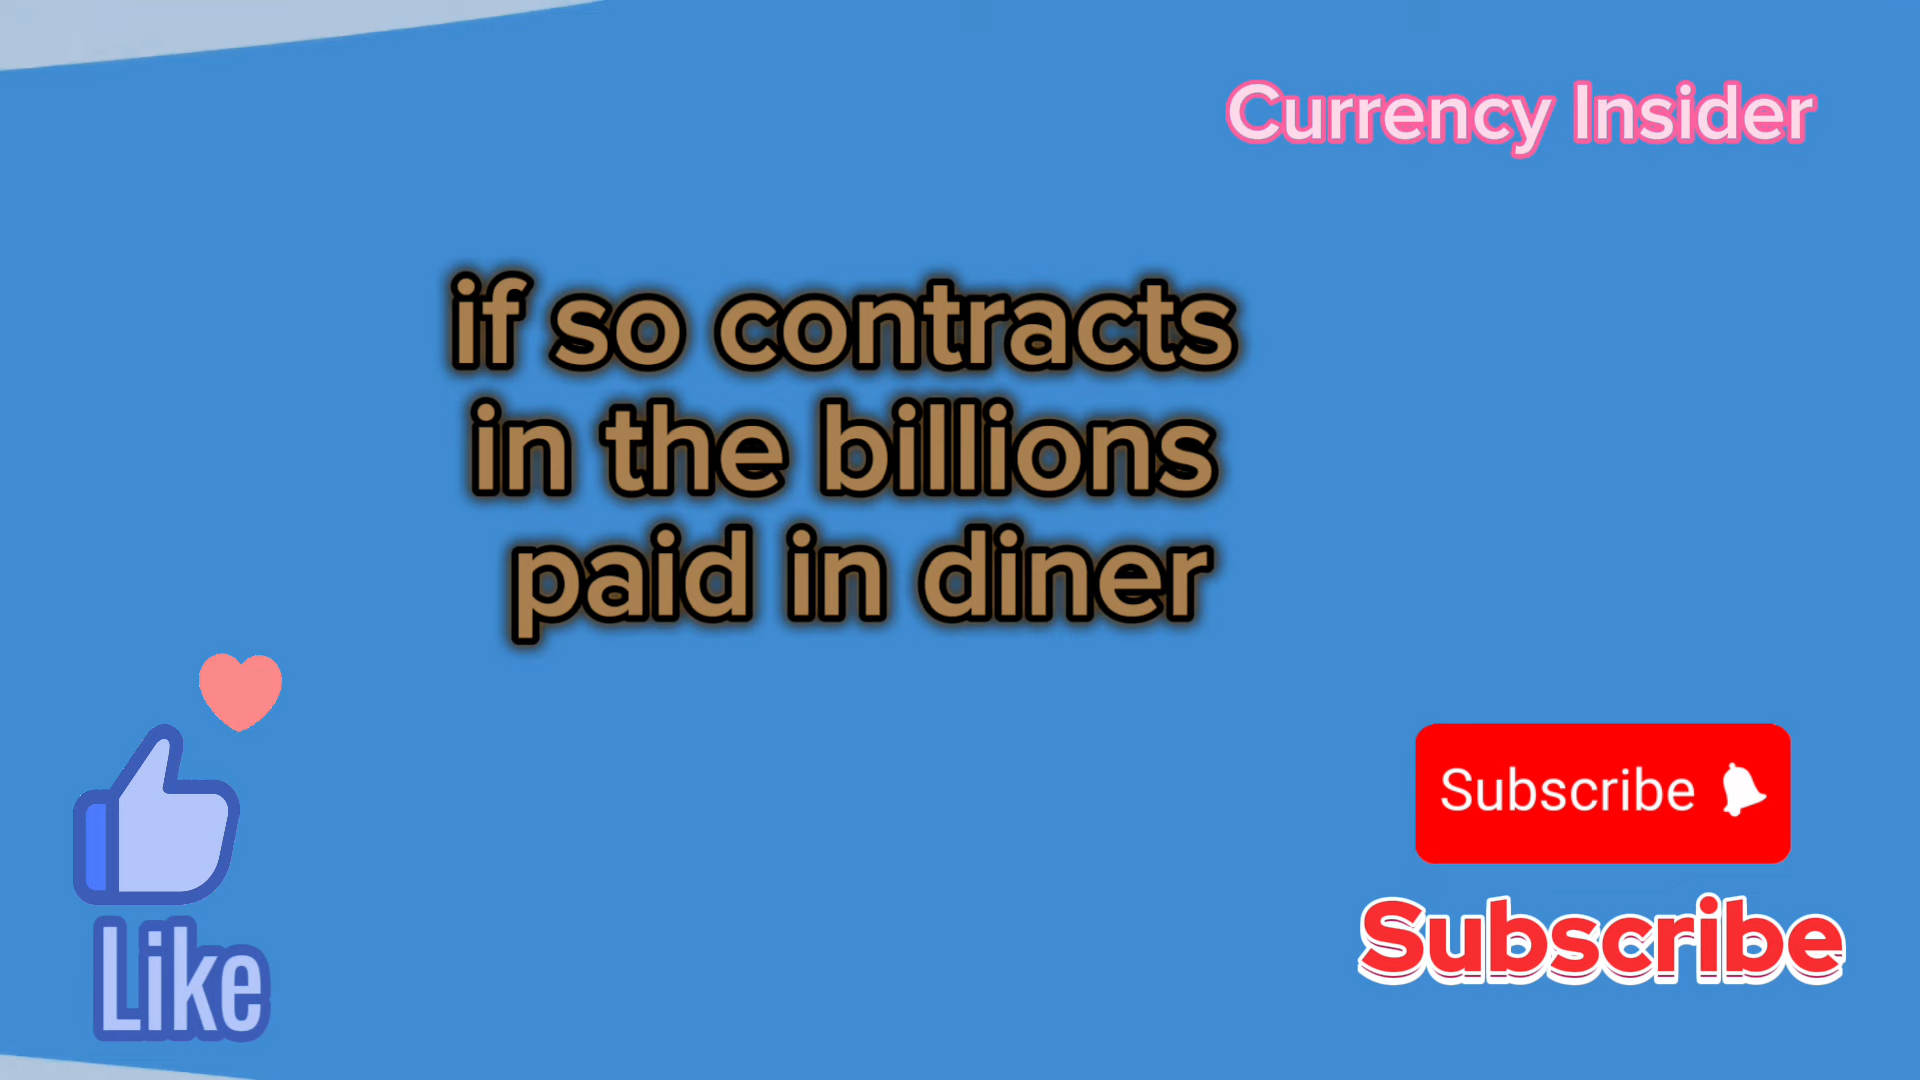 Currency Insider
if so contracts
in the billions
paid in diner
Subscribe
Like
Subscribe